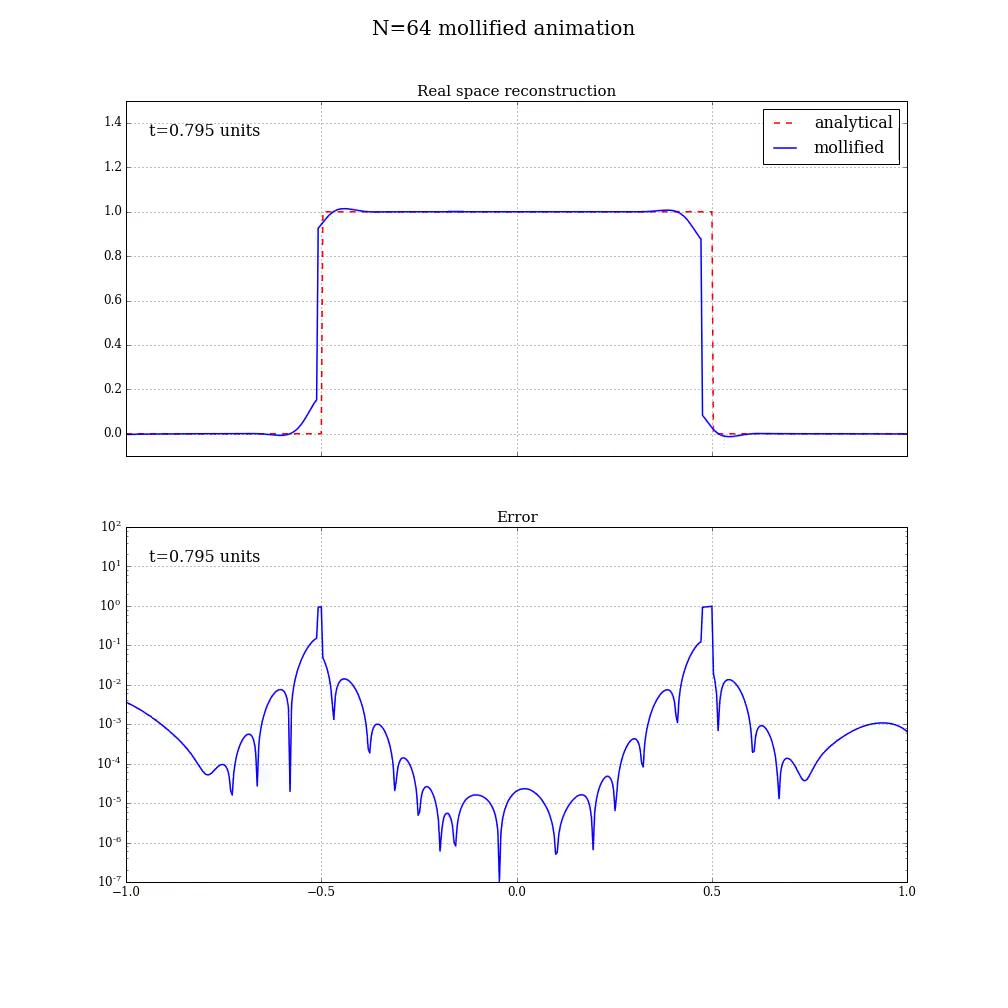 N=64 mollified animation
Real space reconstruction
t=0.795 units
analytical
mollified
1.4
1.2
1.0
0.8
0.6
0.4
0.2
0.0
Error
t=0.795 units
10²
10¹
10⁰
10⁻¹
10⁻²
10⁻³
10⁻⁴
10⁻⁵
10⁻⁶
10⁻⁷
−1.0 −0.5 0.0 0.5 1.0